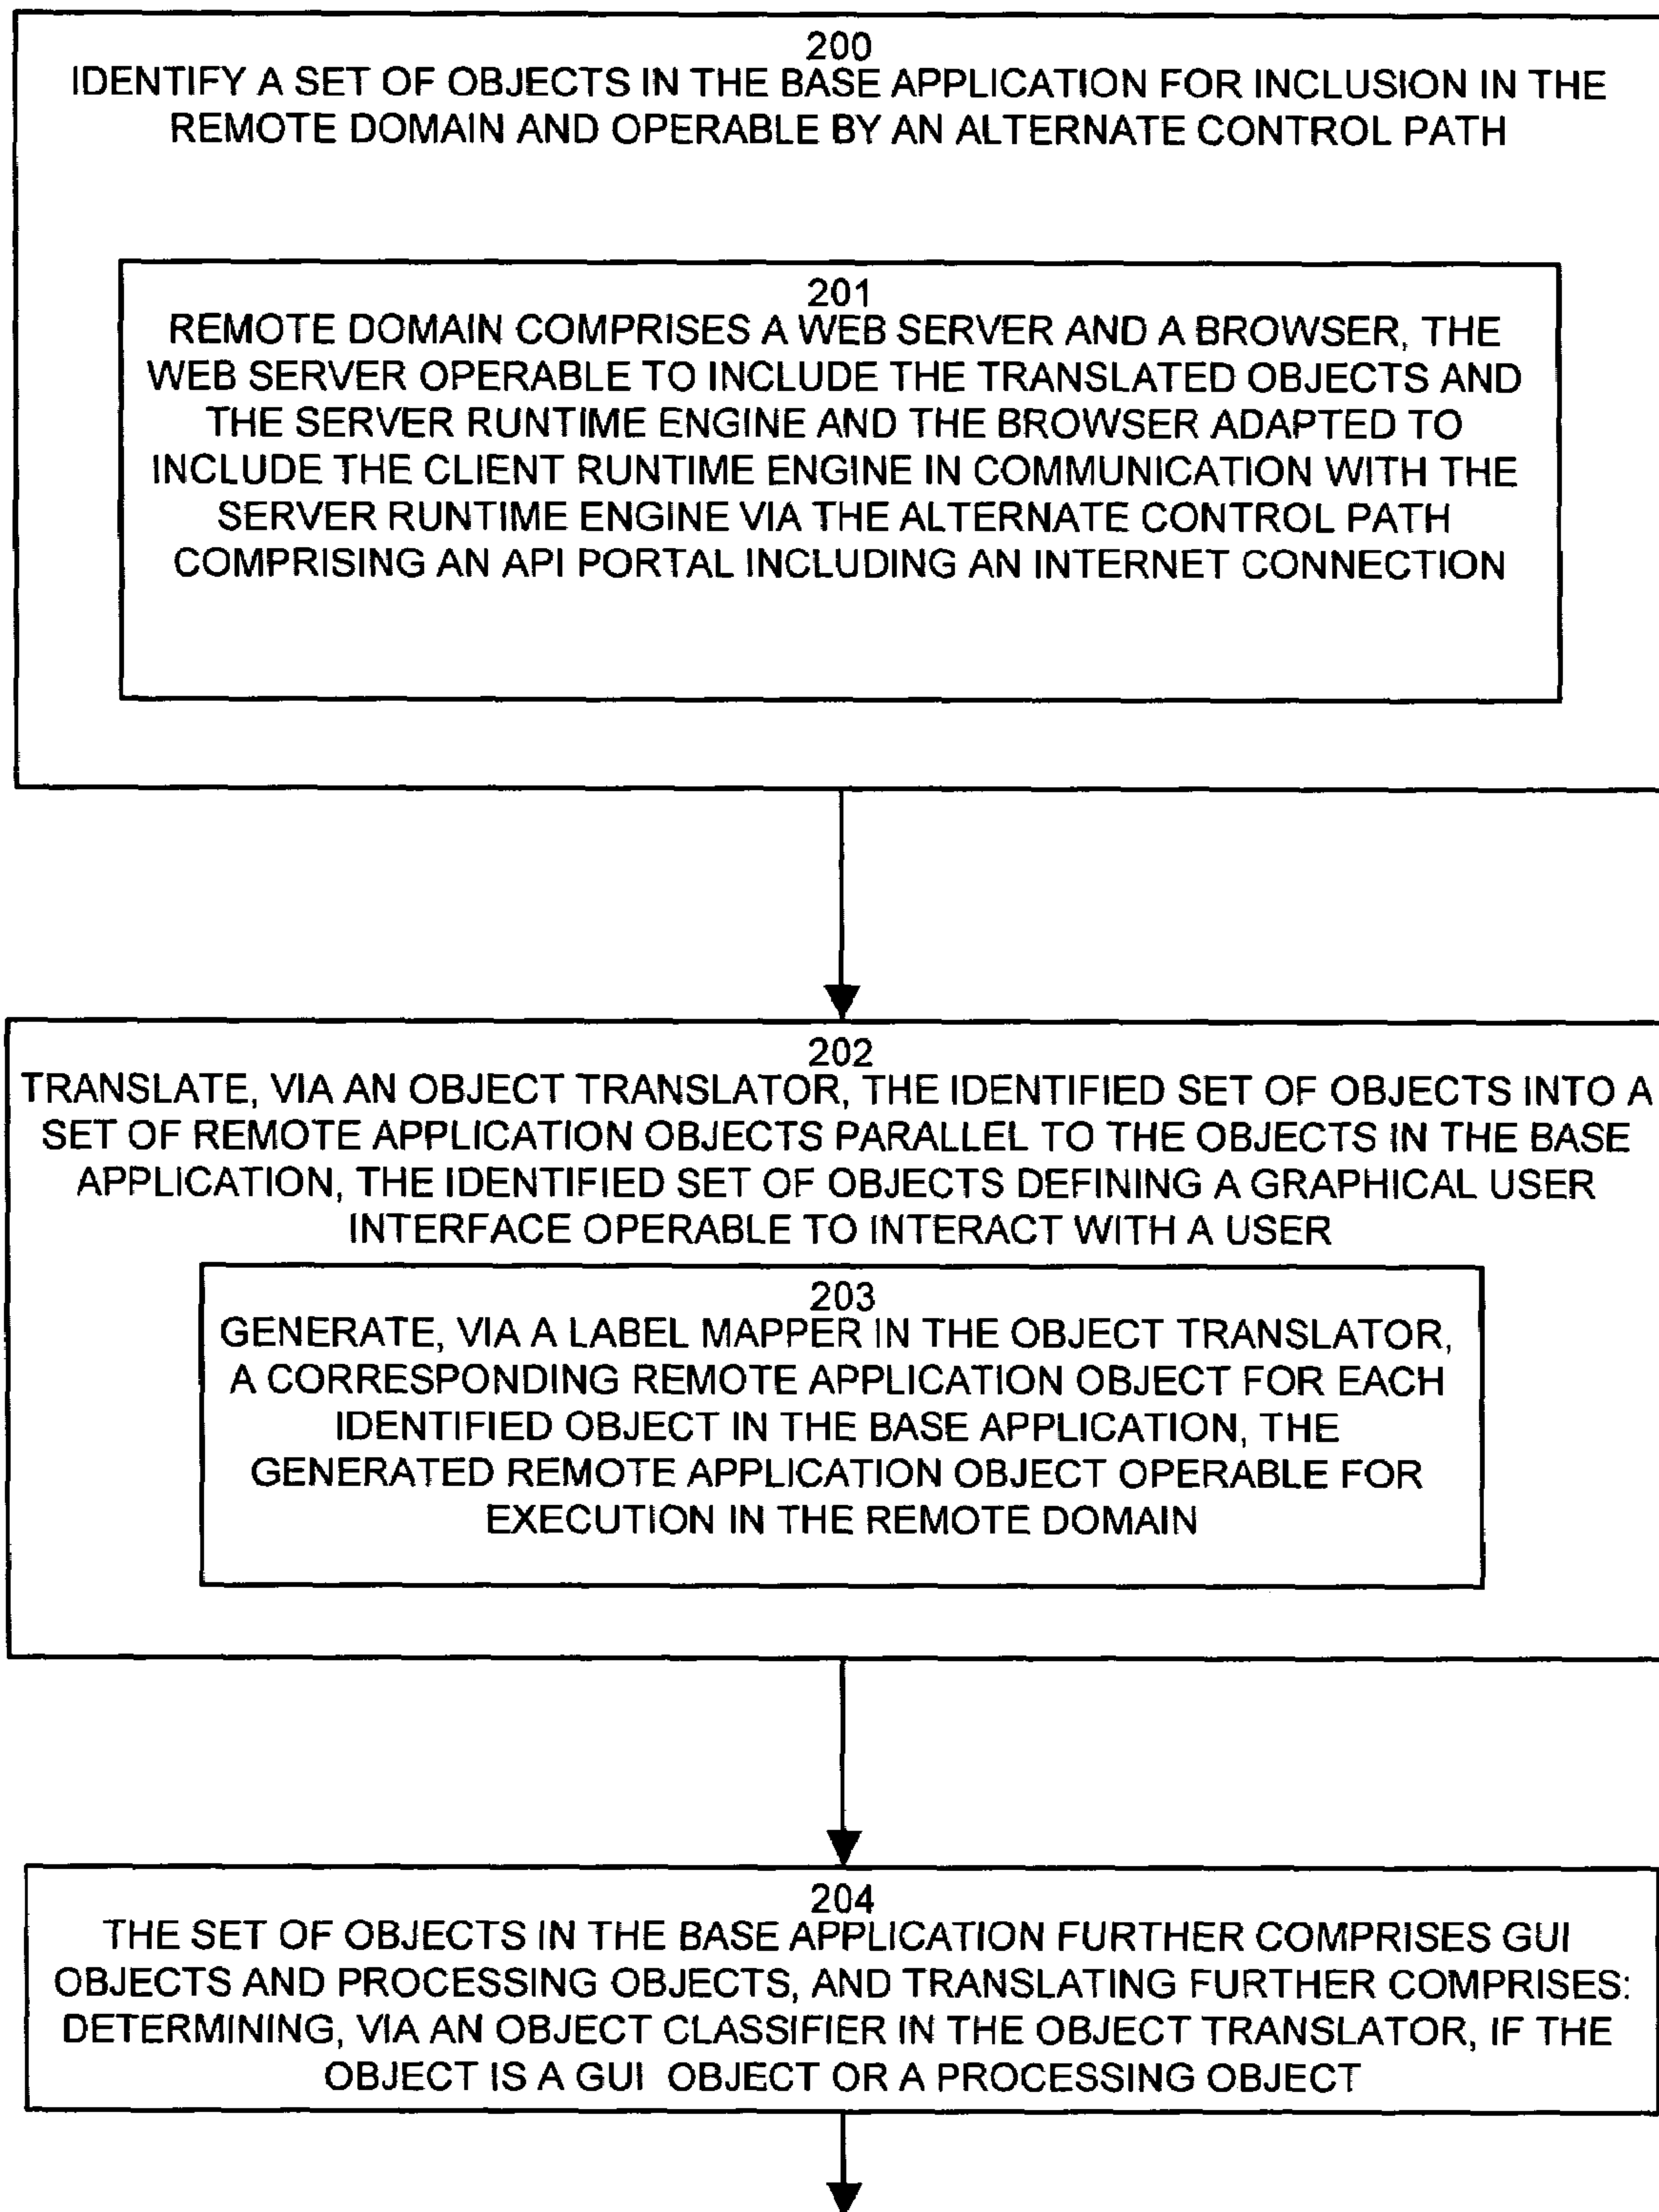 200
IDENTIFY A SET OF OBJECTS IN THE BASE APPLICATION FOR INCLUSION IN THE
REMOTE DOMAIN AND OPERABLE BY AN ALTERNATE CONTROL PATH
201
REMOTE DOMAIN COMPRISES A WEB SERVER AND A BROWSER, THE
WEB SERVER OPERABLE TO INCLUDE THE TRANSLATED OBJECTS AND
THE SERVER RUNTIME ENGINE AND THE BROWSER ADAPTED TO
INCLUDE THE CLIENT RUNTIME ENGINE IN COMMUNICATION WITH THE
SERVER RUNTIME ENGINE VIA THE ALTERNATE CONTROL PATH
COMPRISING AN API PORTAL INCLUDING AN INTERNET CONNECTION
202
TRANSLATE, VIA AN OBJECT TRANSLATOR, THE IDENTIFIED SET OF OBJECTS INTO A
SET OF REMOTE APPLICATION OBJECTS PARALLEL TO THE OBJECTS IN THE BASE
APPLICATION, THE IDENTIFIED SET OF OBJECTS DEFINING A GRAPHICAL USER
INTERFACE OPERABLE TO INTERACT WITH A USER
203
GENERATE, VIA A LABEL MAPPER IN THE OBJECT TRANSLATOR,
A CORRESPONDING REMOTE APPLICATION OBJECT FOR EACH
IDENTIFIED OBJECT IN THE BASE APPLICATION, THE
GENERATED REMOTE APPLICATION OBJECT OPERABLE FOR
EXECUTION IN THE REMOTE DOMAIN
204
THE SET OF OBJECTS IN THE BASE APPLICATION FURTHER COMPRISES GUI
OBJECTS AND PROCESSING OBJECTS, AND TRANSLATING FURTHER COMPRISES:
DETERMINING, VIA AN OBJECT CLASSIFIER IN THE OBJECT TRANSLATOR, IF THE
OBJECT IS A GUI OBJECT OR A PROCESSING OBJECT